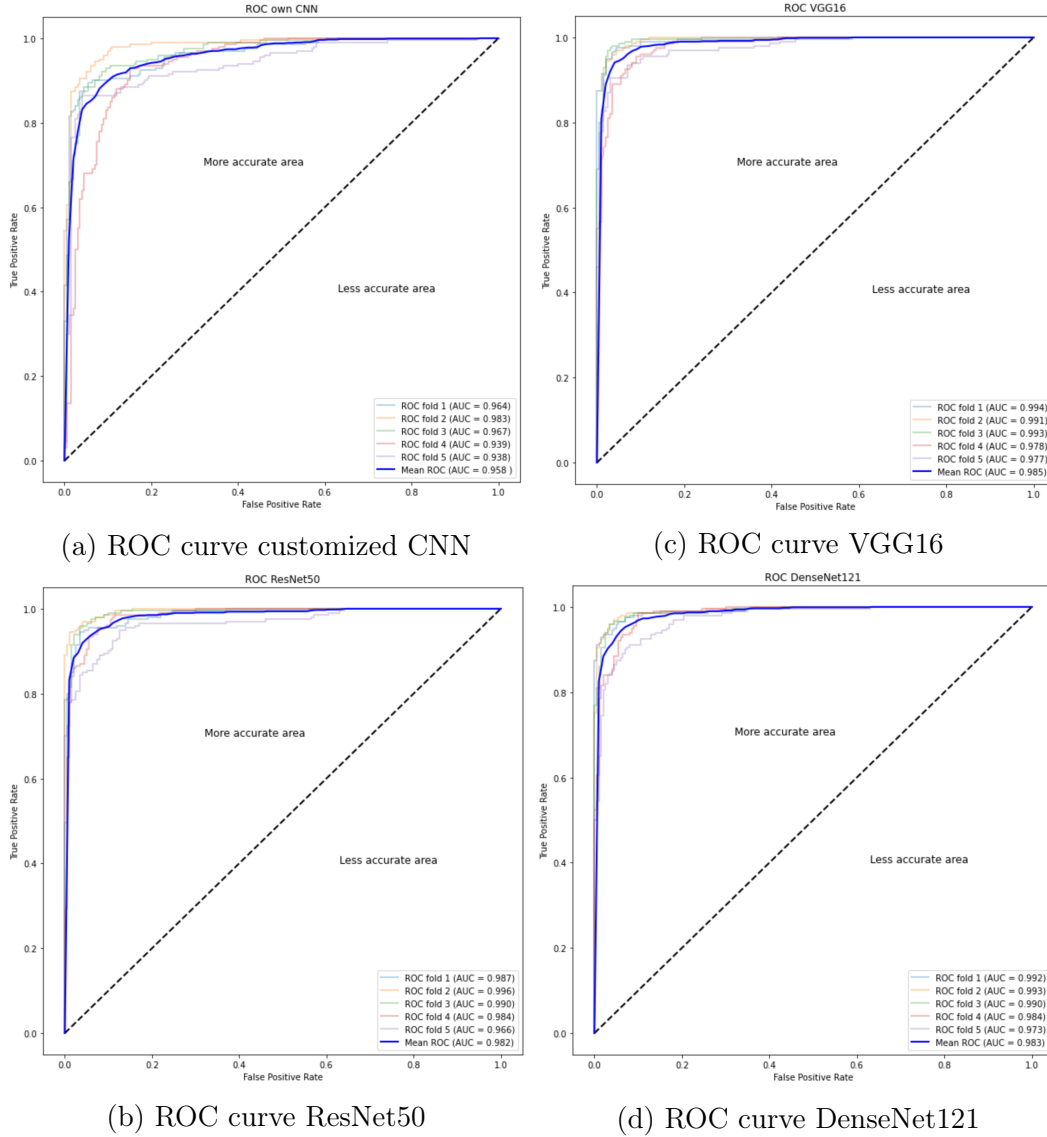 ROC own CNN
1.0
0.8
0.6
0.4
0.2
0.0
True Positive Rate
More accurate area
Less accurate area
ROC fold 1 (AUC = 0.964)
ROC fold 2 (AUC = 0.983)
ROC fold 3 (AUC = 0.967)
ROC fold 4 (AUC = 0.939)
ROC fold 5 (AUC = 0.938)
Mean ROC (AUC = 0.958 )
0.0 0.2 0.4 0.6 0.8 1.0
False Positive Rate
(a) ROC curve customized CNN
ROC VGG16
1.0
0.8
0.6
0.4
0.2
0.0
True Positive Rate
More accurate area
Less accurate area
ROC fold 1 (AUC = 0.994)
ROC fold 2 (AUC = 0.991)
ROC fold 3 (AUC = 0.993)
ROC fold 4 (AUC = 0.978)
ROC fold 5 (AUC = 0.977)
Mean ROC (AUC = 0.985)
0.0 0.2 0.4 0.6 0.8 1.0
False Positive Rate
(c) ROC curve VGG16
ROC ResNet50
1.0
0.8
0.6
0.4
0.2
0.0
True Positive Rate
More accurate area
Less accurate area
ROC fold 1 (AUC = 0.987)
ROC fold 2 (AUC = 0.996)
ROC fold 3 (AUC = 0.990)
ROC fold 4 (AUC = 0.984)
ROC fold 5 (AUC = 0.966)
Mean ROC (AUC = 0.982)
0.0 0.2 0.4 0.6 0.8 1.0
False Positive Rate
(b) ROC curve ResNet50
ROC DenseNet121
1.0
0.8
0.6
0.4
0.2
0.0
True Positive Rate
More accurate area
Less accurate area
ROC fold 1 (AUC = 0.992)
ROC fold 2 (AUC = 0.993)
ROC fold 3 (AUC = 0.990)
ROC fold 4 (AUC = 0.984)
ROC fold 5 (AUC = 0.973)
Mean ROC (AUC = 0.983)
0.0 0.2 0.4 0.6 0.8 1.0
False Positive Rate
(d) ROC curve DenseNet121